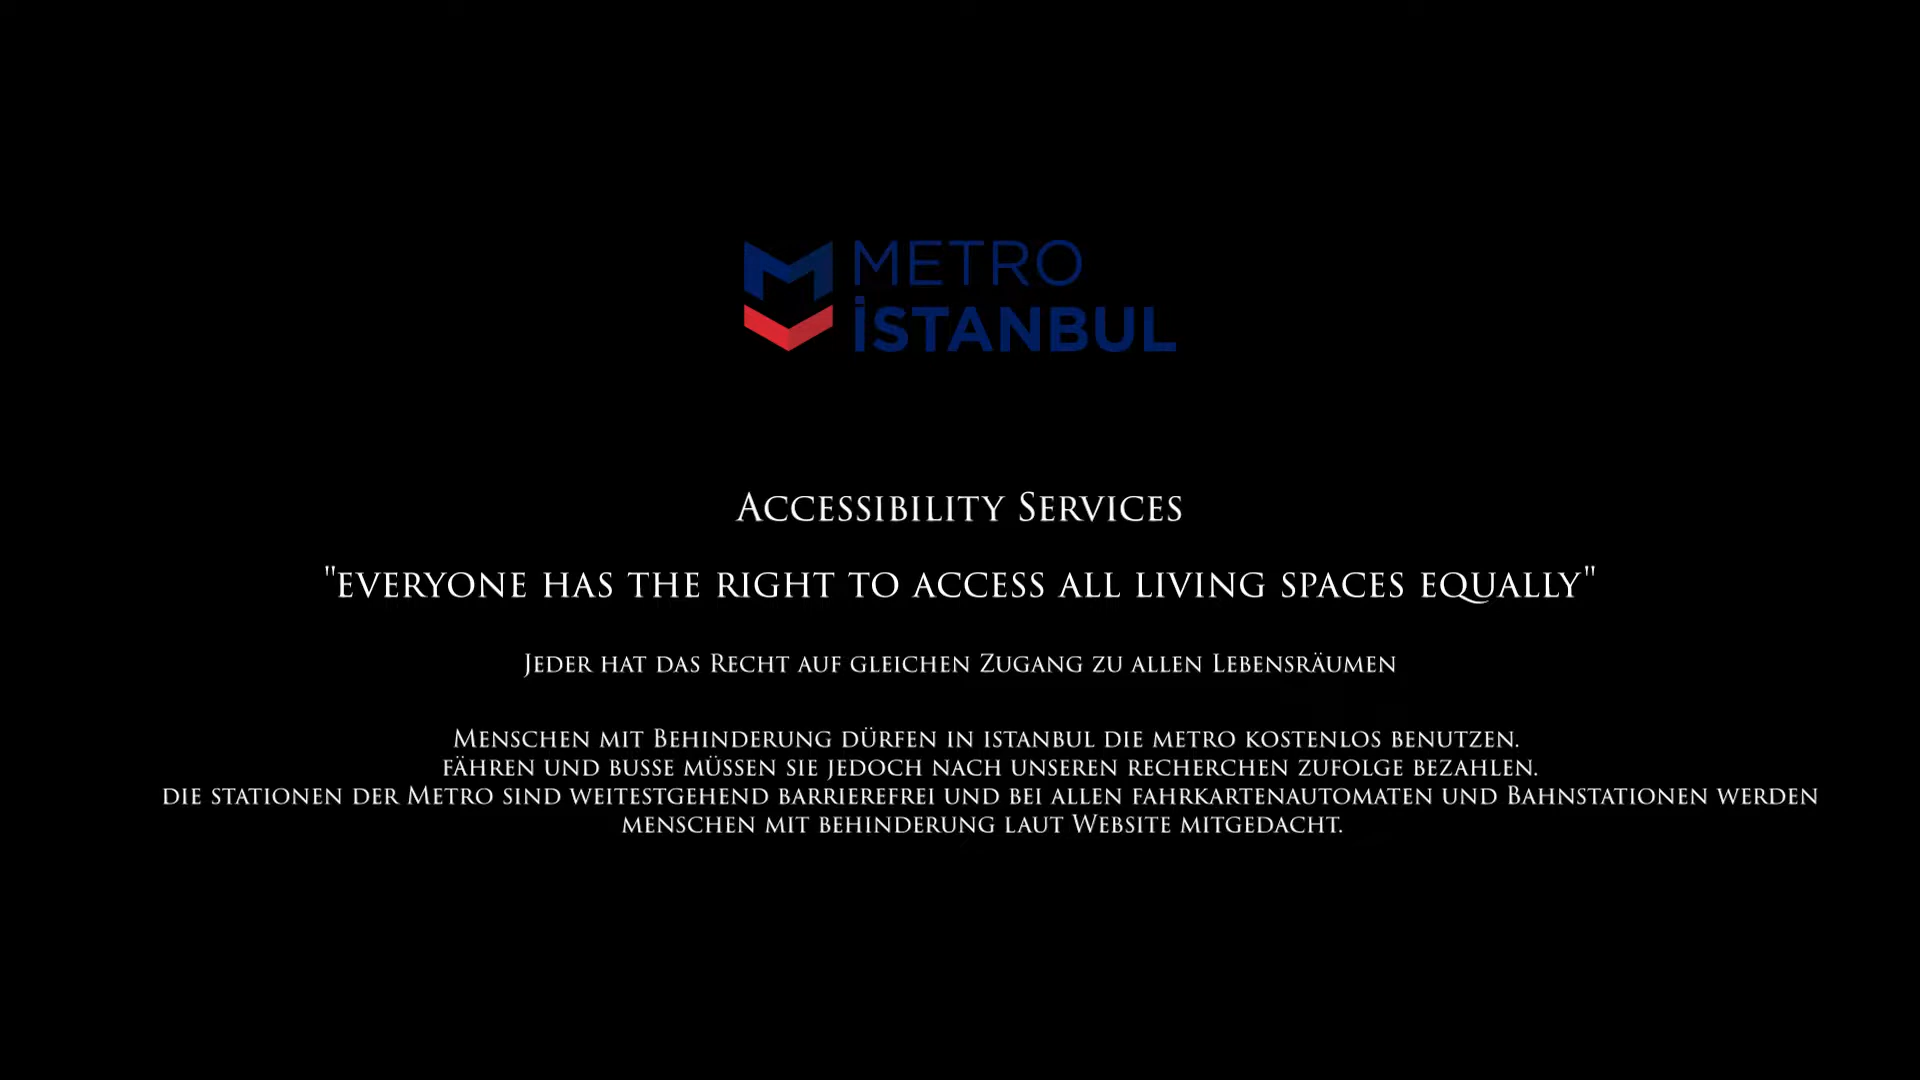 METRO
İSTANBUL
Accessibility Services
"everyone has the right to access all living spaces equally"
Jeder hat das Recht auf gleichen Zugang zu allen Lebensräumen
Menschen mit Behinderung dürfen in istanbul die metro kostenlos benutzen.
fähren und busse müssen sie jedoch nach unseren recherchen zufolge bezahlen.
die stationen der Metro sind weitestgehend barrierefrei und bei allen fahrkartenautomaten und Bahnstationen werden
menschen mit behinderung laut Website mitgedacht.